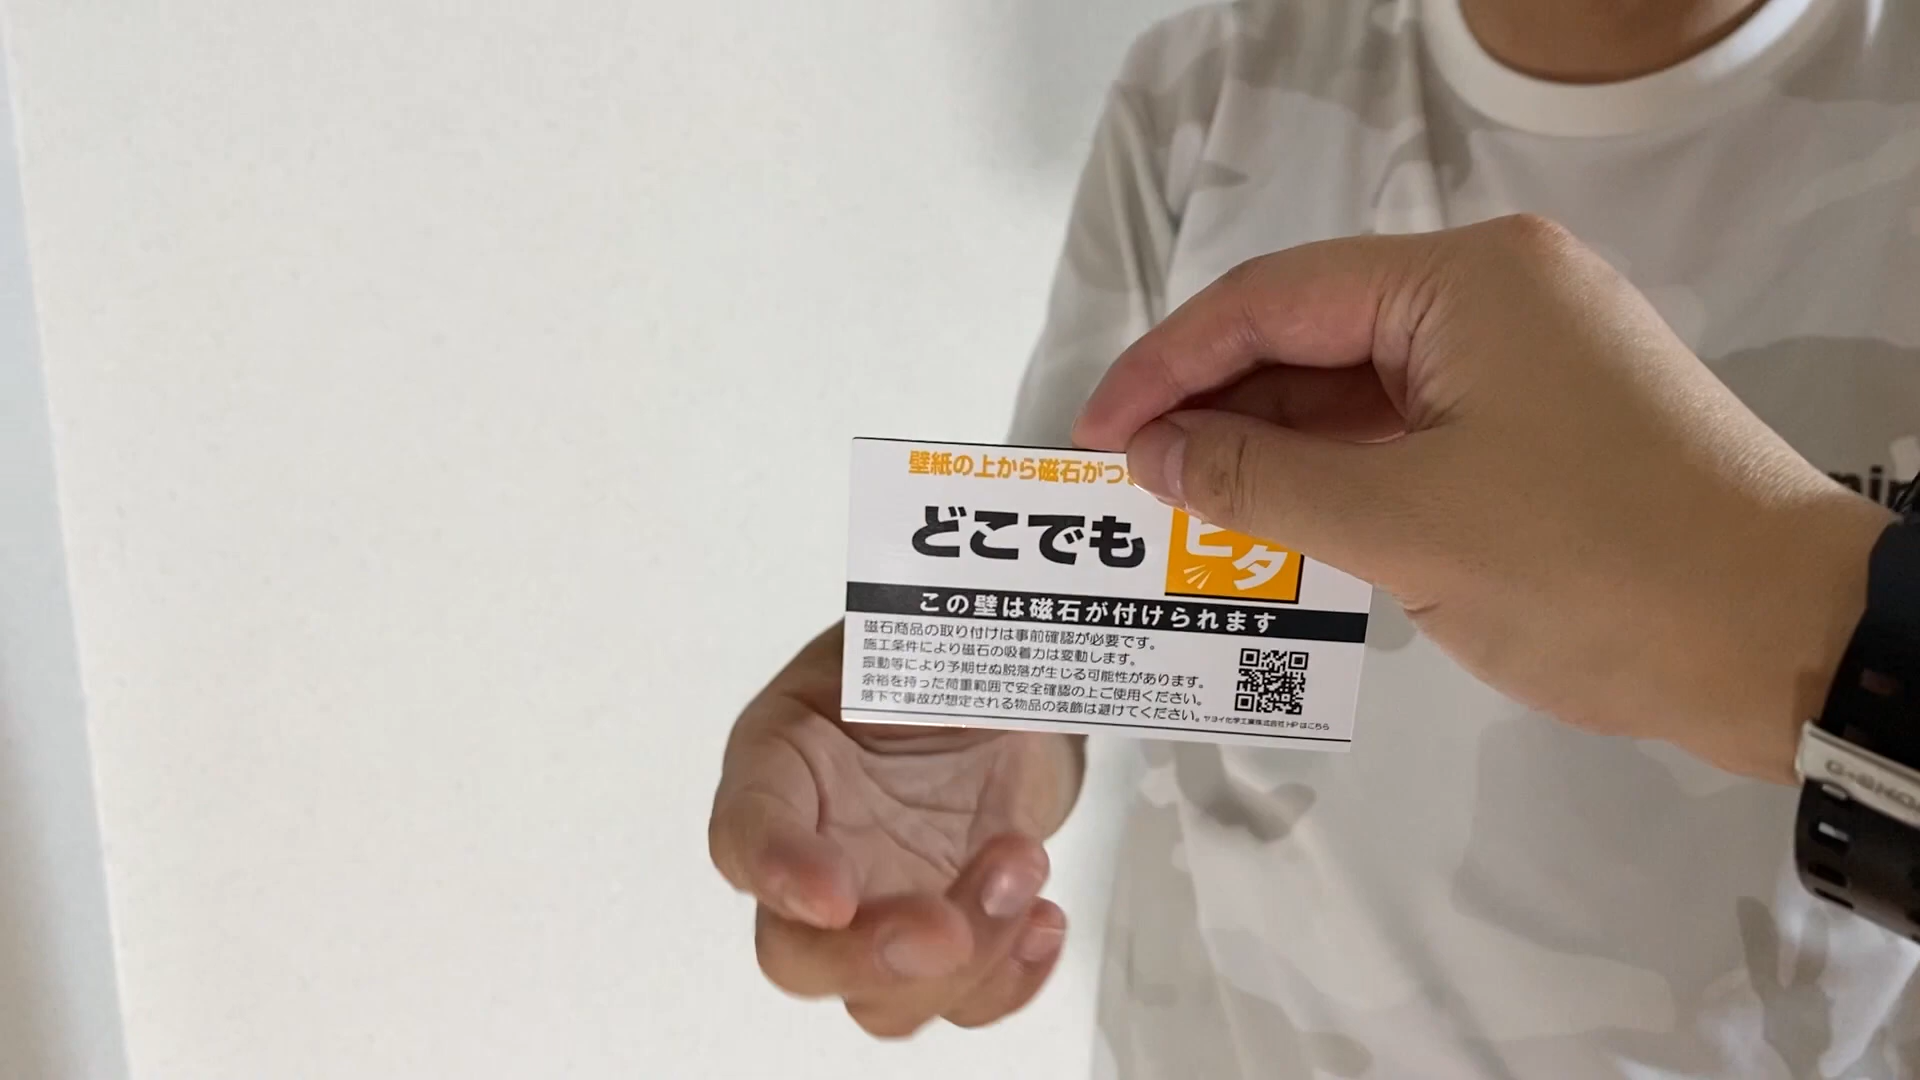 壁紙の上から磁石がつ
どこでも
ピタ
この壁は磁石が付けられます
磁石商品の取り付けは事前確認が必要です。
施工条件により磁石の吸着力は変動します。
振動等により予期せぬ脱落が生じる可能性があります。
余裕を持った荷重範囲で安全確認の上ご使用ください。
落下で事故が想定される物品の装飾は避けてください。
ヤヨイ化学工業株式会社HPはこちら